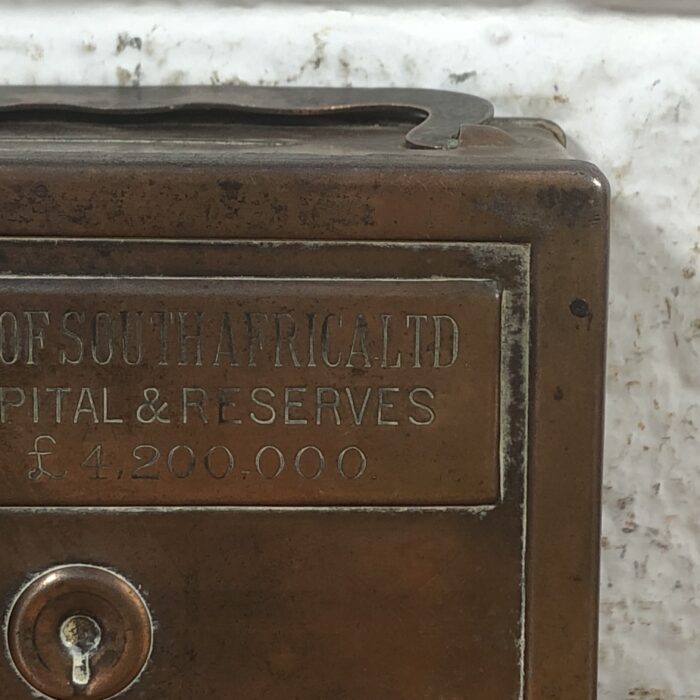 OF SOUTH AFRICA LTD.
PITAL & RESERVES
£4,200,000.